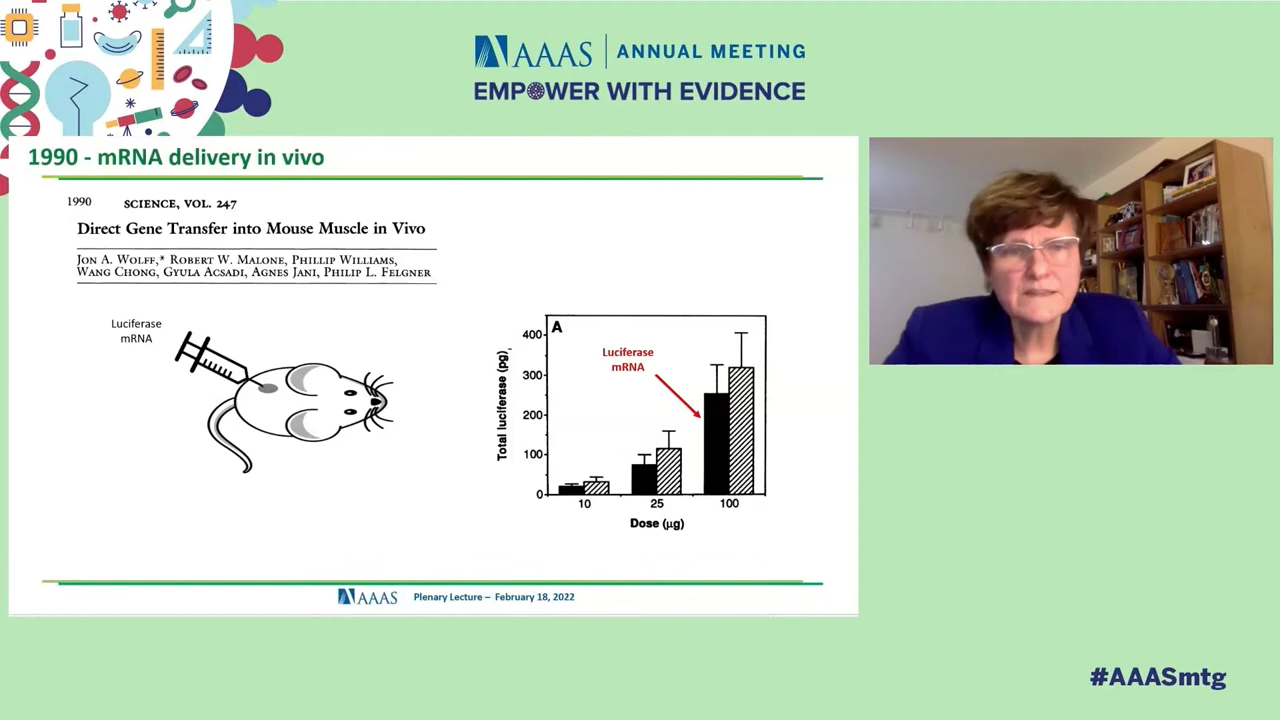 AAAS ANNUAL MEETING
EMPOWER WITH EVIDENCE
1990 - mRNA delivery in vivo
1990 SCIENCE, VOL. 247
Direct Gene Transfer into Mouse Muscle in Vivo
JON A. WOLFF,* ROBERT W. MALONE, PHILLIP WILLIAMS,
WANG CHONG, GYULA ACSADI, AGNES JANI, PHILIP L. FELGNER
Luciferase
mRNA
A
Luciferase
mRNA
Total luciferase (pg)
400
300
200
100
0
10 25 100
Dose (µg)
AAAS Plenary Lecture – February 18, 2022
#AAASmtg